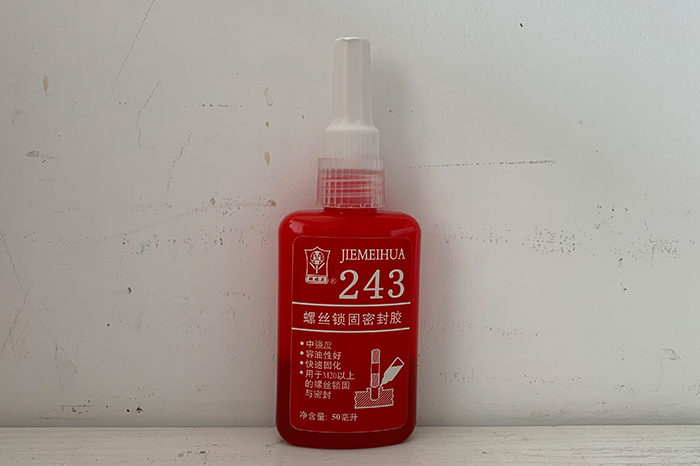 JIEMEIHUA
243
螺丝锁固密封胶
• 中强度
• 容油性好
• 快速固化
• 用于M20以上
的螺丝锁固
与密封
净含量: 50毫升